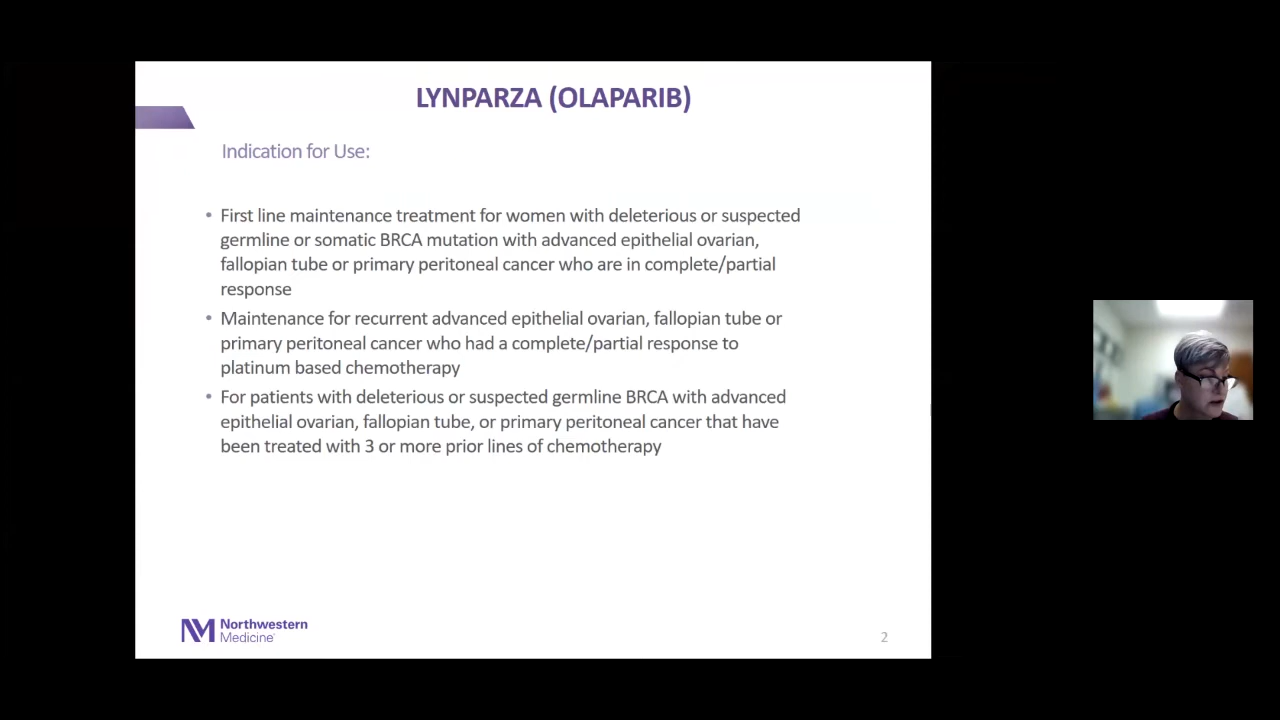 LYNPARZA (OLAPARIB)
Indication for Use:
• First line maintenance treatment for women with deleterious or suspected
germline or somatic BRCA mutation with advanced epithelial ovarian,
fallopian tube or primary peritoneal cancer who are in complete/partial
response
• Maintenance for recurrent advanced epithelial ovarian, fallopian tube or
primary peritoneal cancer who had a complete/partial response to
platinum based chemotherapy
• For patients with deleterious or suspected germline BRCA with advanced
epithelial ovarian, fallopian tube, or primary peritoneal cancer that have
been treated with 3 or more prior lines of chemotherapy
NM Northwestern
Medicine
2